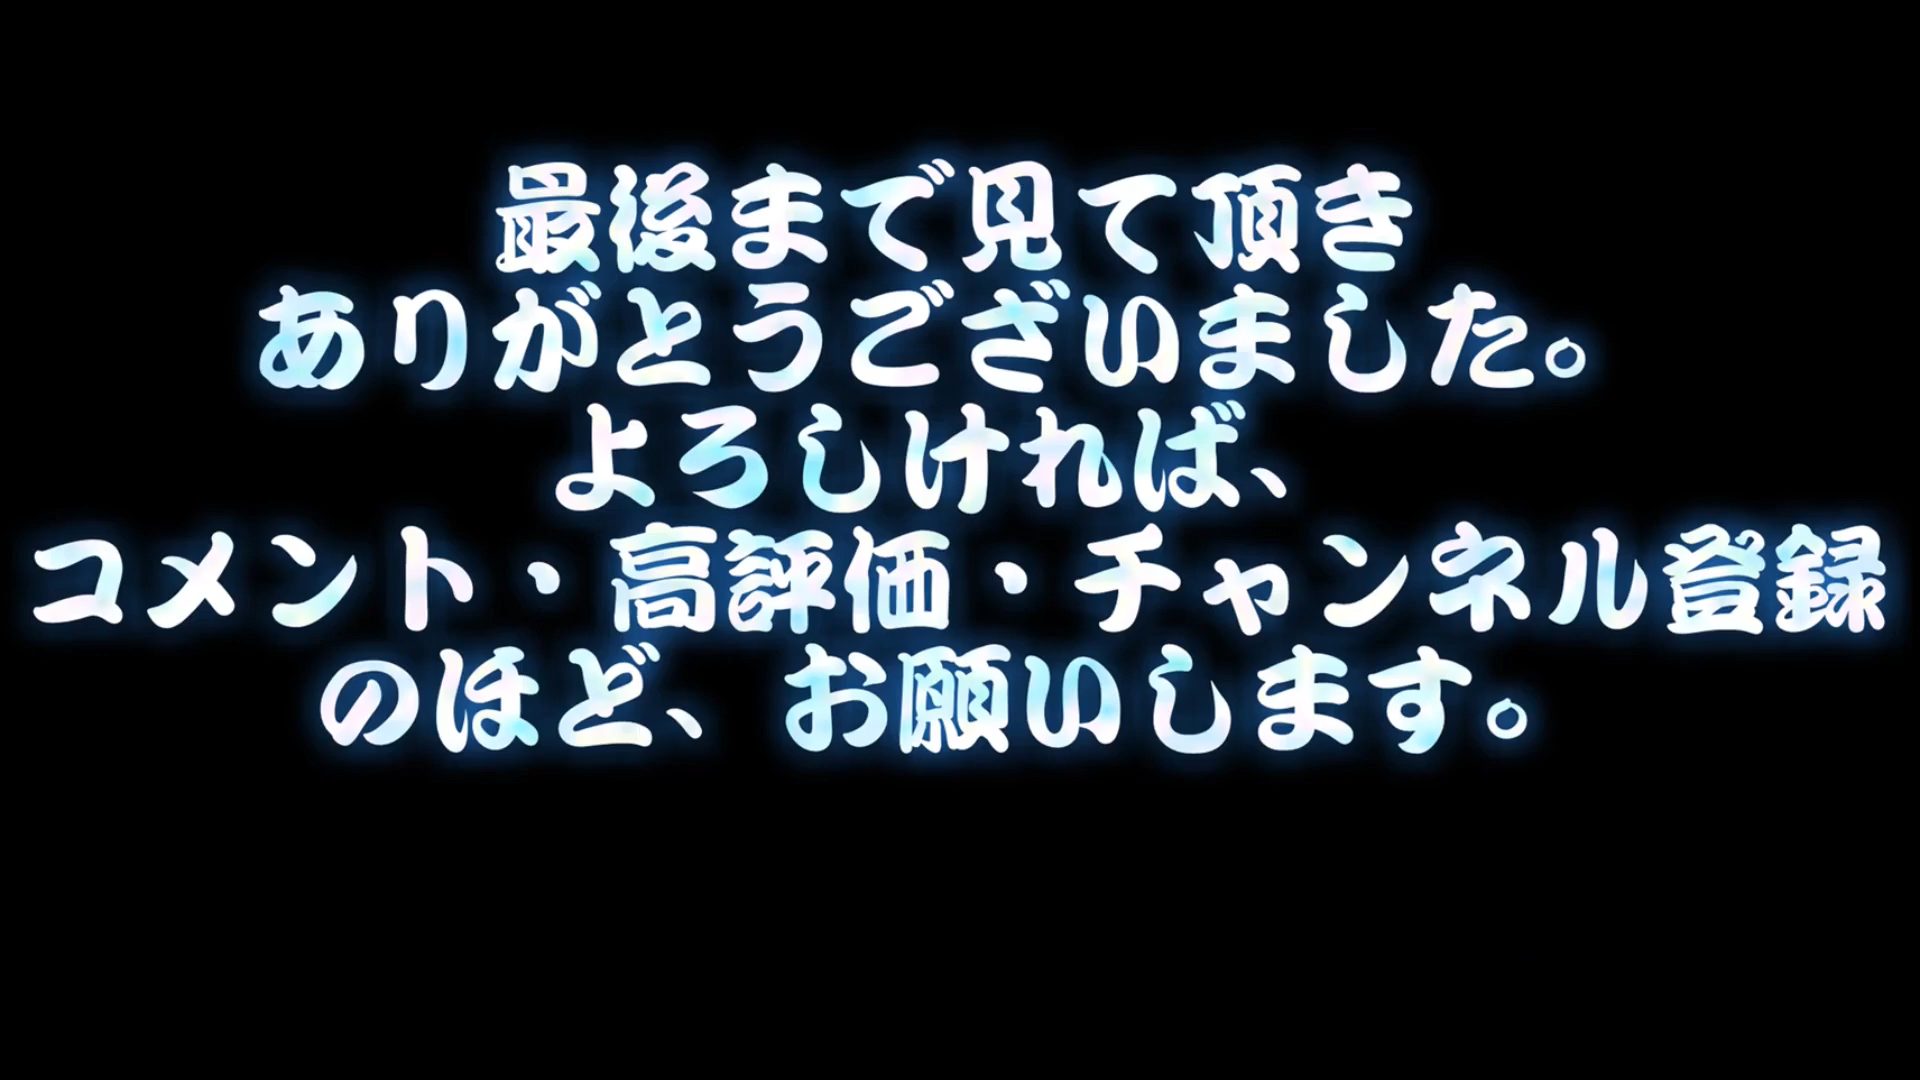 最後まで見て頂き
ありがとうございました。
よろしければ、
コメント・高評価・チャンネル登録
のほど、お願いします。